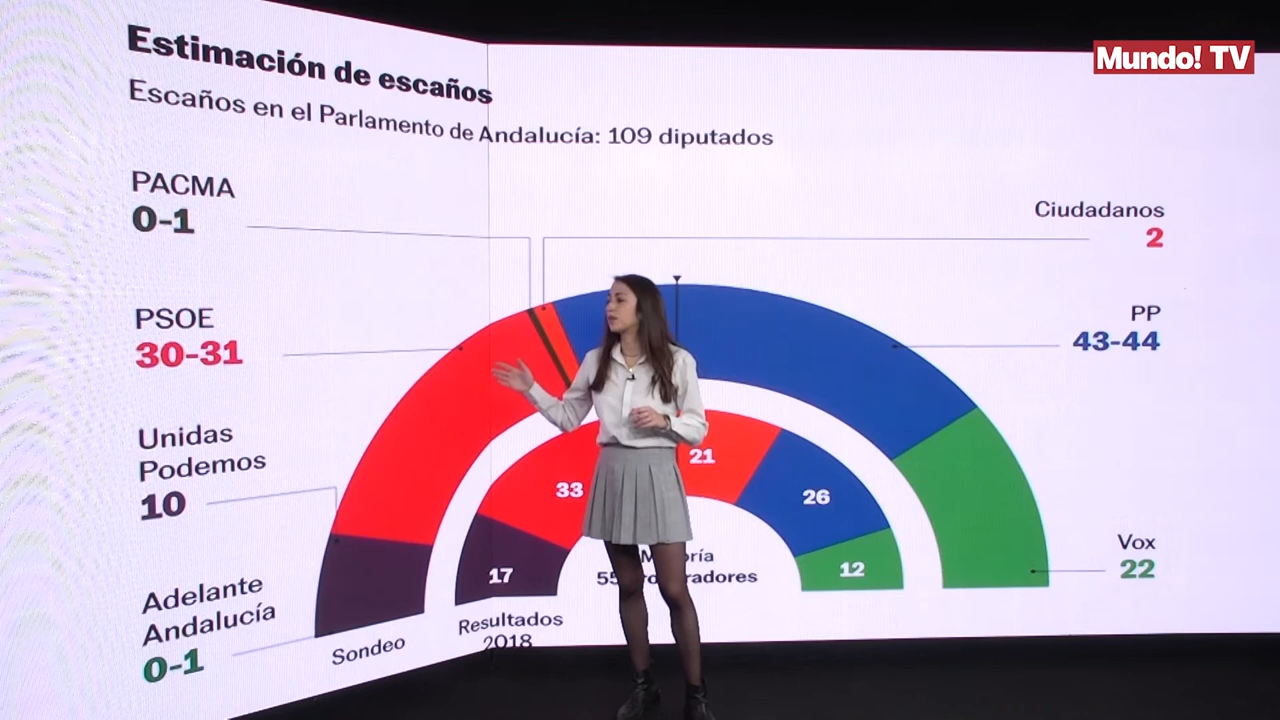 Mundo! TV
Estimación de escaños
Escaños en el Parlamento de Andalucía: 109 diputados
PACMA
0-1
Ciudadanos
2
PSOE
30-31
PP
43-44
Unidas
Podemos
10
Adelante
Andalucía
0-1
Vox
22
33
21
26
17
12
55
Sondeo
Resultados
2018